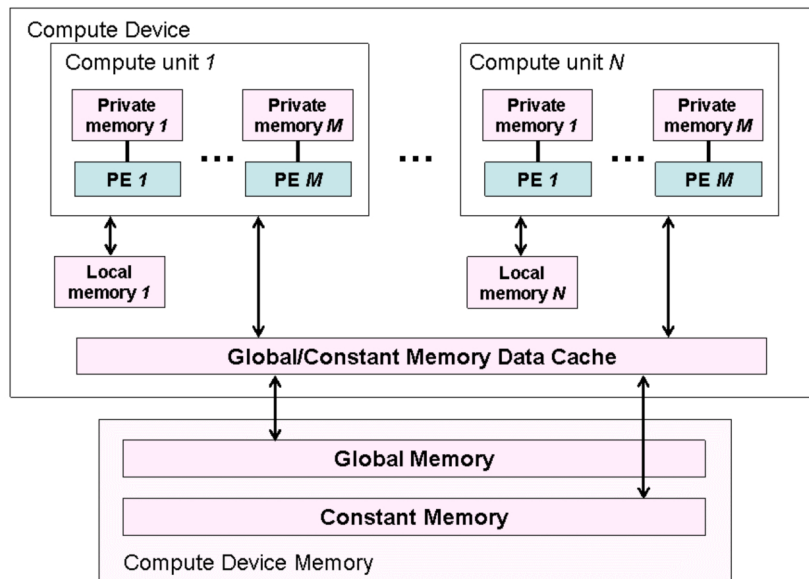 Compute Device
Compute unit 1
Compute unit N
Private
memory 1
Private
memory M
Private
memory 1
Private
memory M
PE 1
PE M
PE 1
PE M
Local
memory 1
Local
memory N
Global/Constant Memory Data Cache
Global Memory
Constant Memory
Compute Device Memory